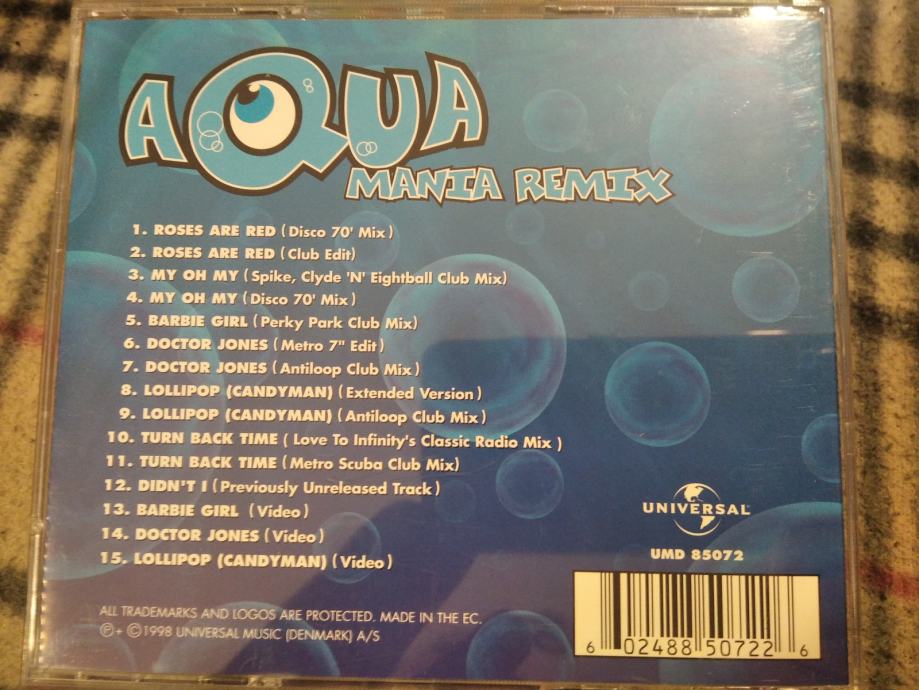 AQUA
MANIA REMIX
1. ROSES ARE RED (Disco 70' Mix)
2. ROSES ARE RED (Club Edit)
3. MY OH MY (Spike, Clyde 'N' Eightball Club Mix)
4. MY OH MY (Disco 70' Mix)
5. BARBIE GIRL (Perky Park Club Mix)
6. DOCTOR JONES (Metro 7" Edit)
7. DOCTOR JONES (Antiloop Club Mix)
8. LOLLIPOP (CANDYMAN) (Extended Version)
9. LOLLIPOP (CANDYMAN) (Antiloop Club Mix)
10. TURN BACK TIME (Love To Infinity's Classic Radio Mix)
11. TURN BACK TIME (Metro Scuba Club Mix)
12. DIDN'T I (Previously Unreleased Track)
13. BARBIE GIRL (Video)
14. DOCTOR JONES (Video)
15. LOLLIPOP (CANDYMAN) (Video)
UNIVERSAL
UMD 85072
ALL TRADEMARKS AND LOGOS ARE PROTECTED. MADE IN THE EC.
℗+ ©1998 UNIVERSAL MUSIC (DENMARK) A/S
6 02488 50722 6